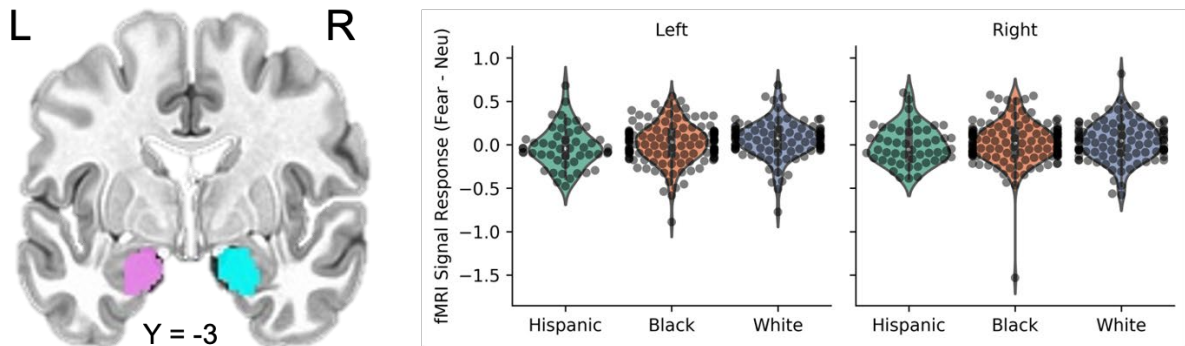 L R
Y = -3
Left Right
fMRI Signal Response (Fear - Neu)
1.0
0.5
0.0
−0.5
−1.0
−1.5
Hispanic Black White Hispanic Black White